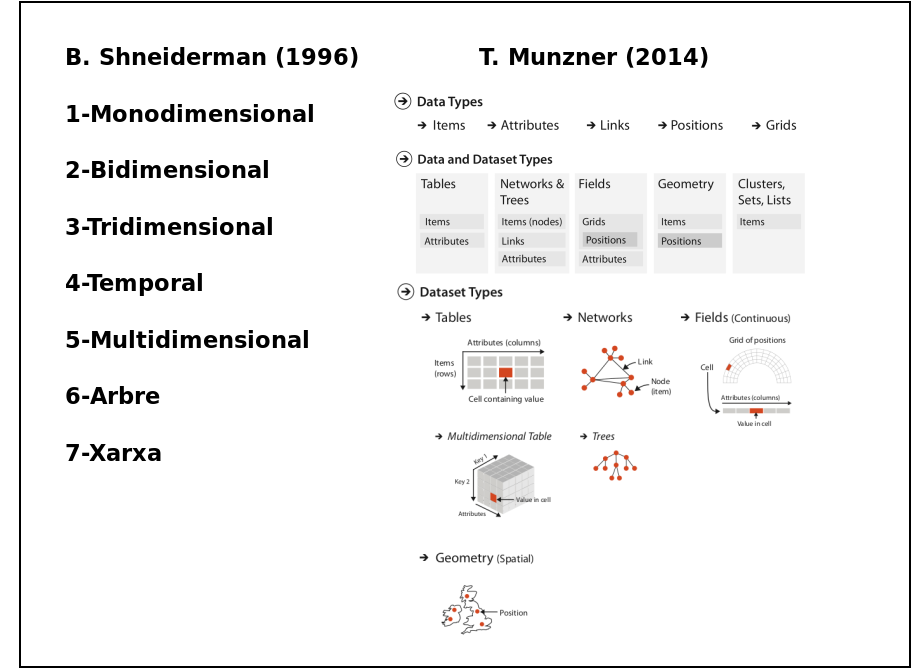 B. Shneiderman (1996)
1-Monodimensional
2-Bidimensional
3-Tridimensional
4-Temporal
5-Multidimensional
6-Arbre
7-Xarxa
T. Munzner (2014)
Data Types
Items Attributes Links Positions Grids
Data and Dataset Types
Tables
Items
Attributes
Networks &
Trees
Items (nodes)
Links
Attributes
Fields
Grids
Positions
Attributes
Geometry
Items
Positions
Clusters,
Sets, Lists
Items
Dataset Types
Tables
Attributes (columns)
Items
(rows)
Cell containing value
Networks
Link
Node
(item)
Fields (Continuous)
Grid of positions
Cell
Attributes (columns)
Value in cell
Multidimensional Table
Key 1
Key 2
Value in cell
Attributes
Trees
Geometry (Spatial)
Position